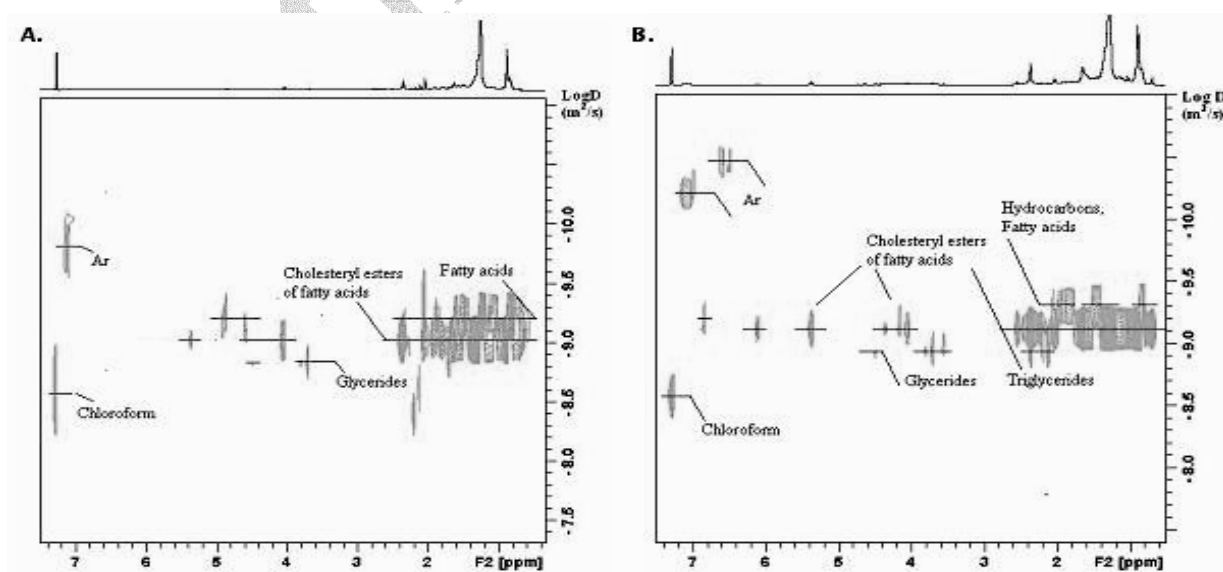 A.
LogD
(m²/s)
-10.0
-9.5
-9.0
-8.5
-8.0
-7.5
Ar
Cholesteryl esters
of fatty acids
Fatty acids
Glycerides
Chloroform
7 6 5 4 3 2 F2 [ppm]
B.
Log D
(m²/s)
-10.0
-9.5
-9.0
-8.5
-8.0
Ar
Hydrocarbons,
Fatty acids
Cholesteryl esters
of fatty acids
Glycerides
Triglycerides
Chloroform
7 6 5 4 3 2 F2 [ppm]